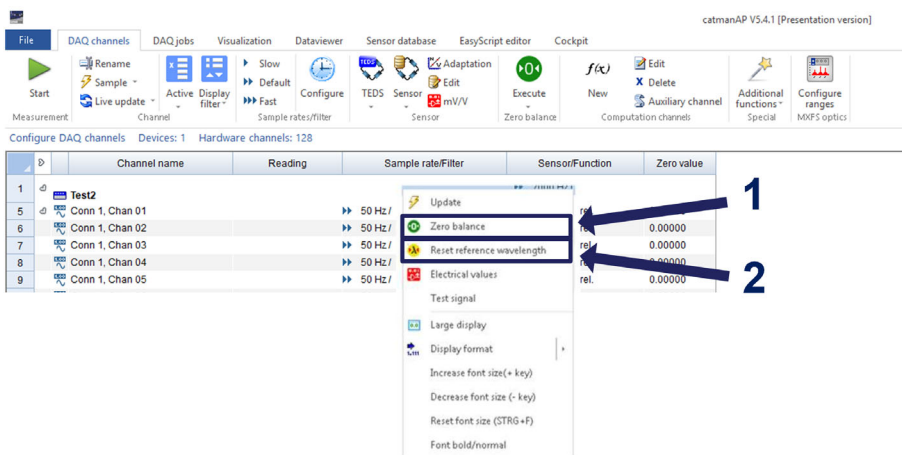 catmanAP V5.4.1 [Presentation version]
File DAQ channels DAQ jobs Visualization Dataviewer Sensor database EasyScript editor Cockpit
Start
Rename
Sample
Live update
Active
Display filter
Slow
Default
Fast
Configure
TEDS
TEDS
Sensor
Adaptation
Edit
mV/V
Execute
f(x)
New
Edit
X Delete
Auxiliary channel
Additional functions
Configure ranges
Measurement Channel Sample rates/filter Sensor Zero balance Computation channels Special MXFS optics
Configure DAQ channels Devices: 1 Hardware channels: 128
Channel name Reading Sample rate/Filter Sensor/Function Zero value
1 Test2
5 Conn 1, Chan 01 50 Hz /
6 Conn 1, Chan 02 50 Hz / 0.00000
7 Conn 1, Chan 03 50 Hz / rel. 0.00000
8 Conn 1, Chan 04 50 Hz / 0.00000
9 Conn 1, Chan 05 50 Hz / rel. 0.00000
Update
Zero balance
Reset reference wavelength
Electrical values
Test signal
Large display
Display format
Increase font size(+ key)
Decrease font size (- key)
Reset font size (STRG+F)
Font bold/normal
1
2